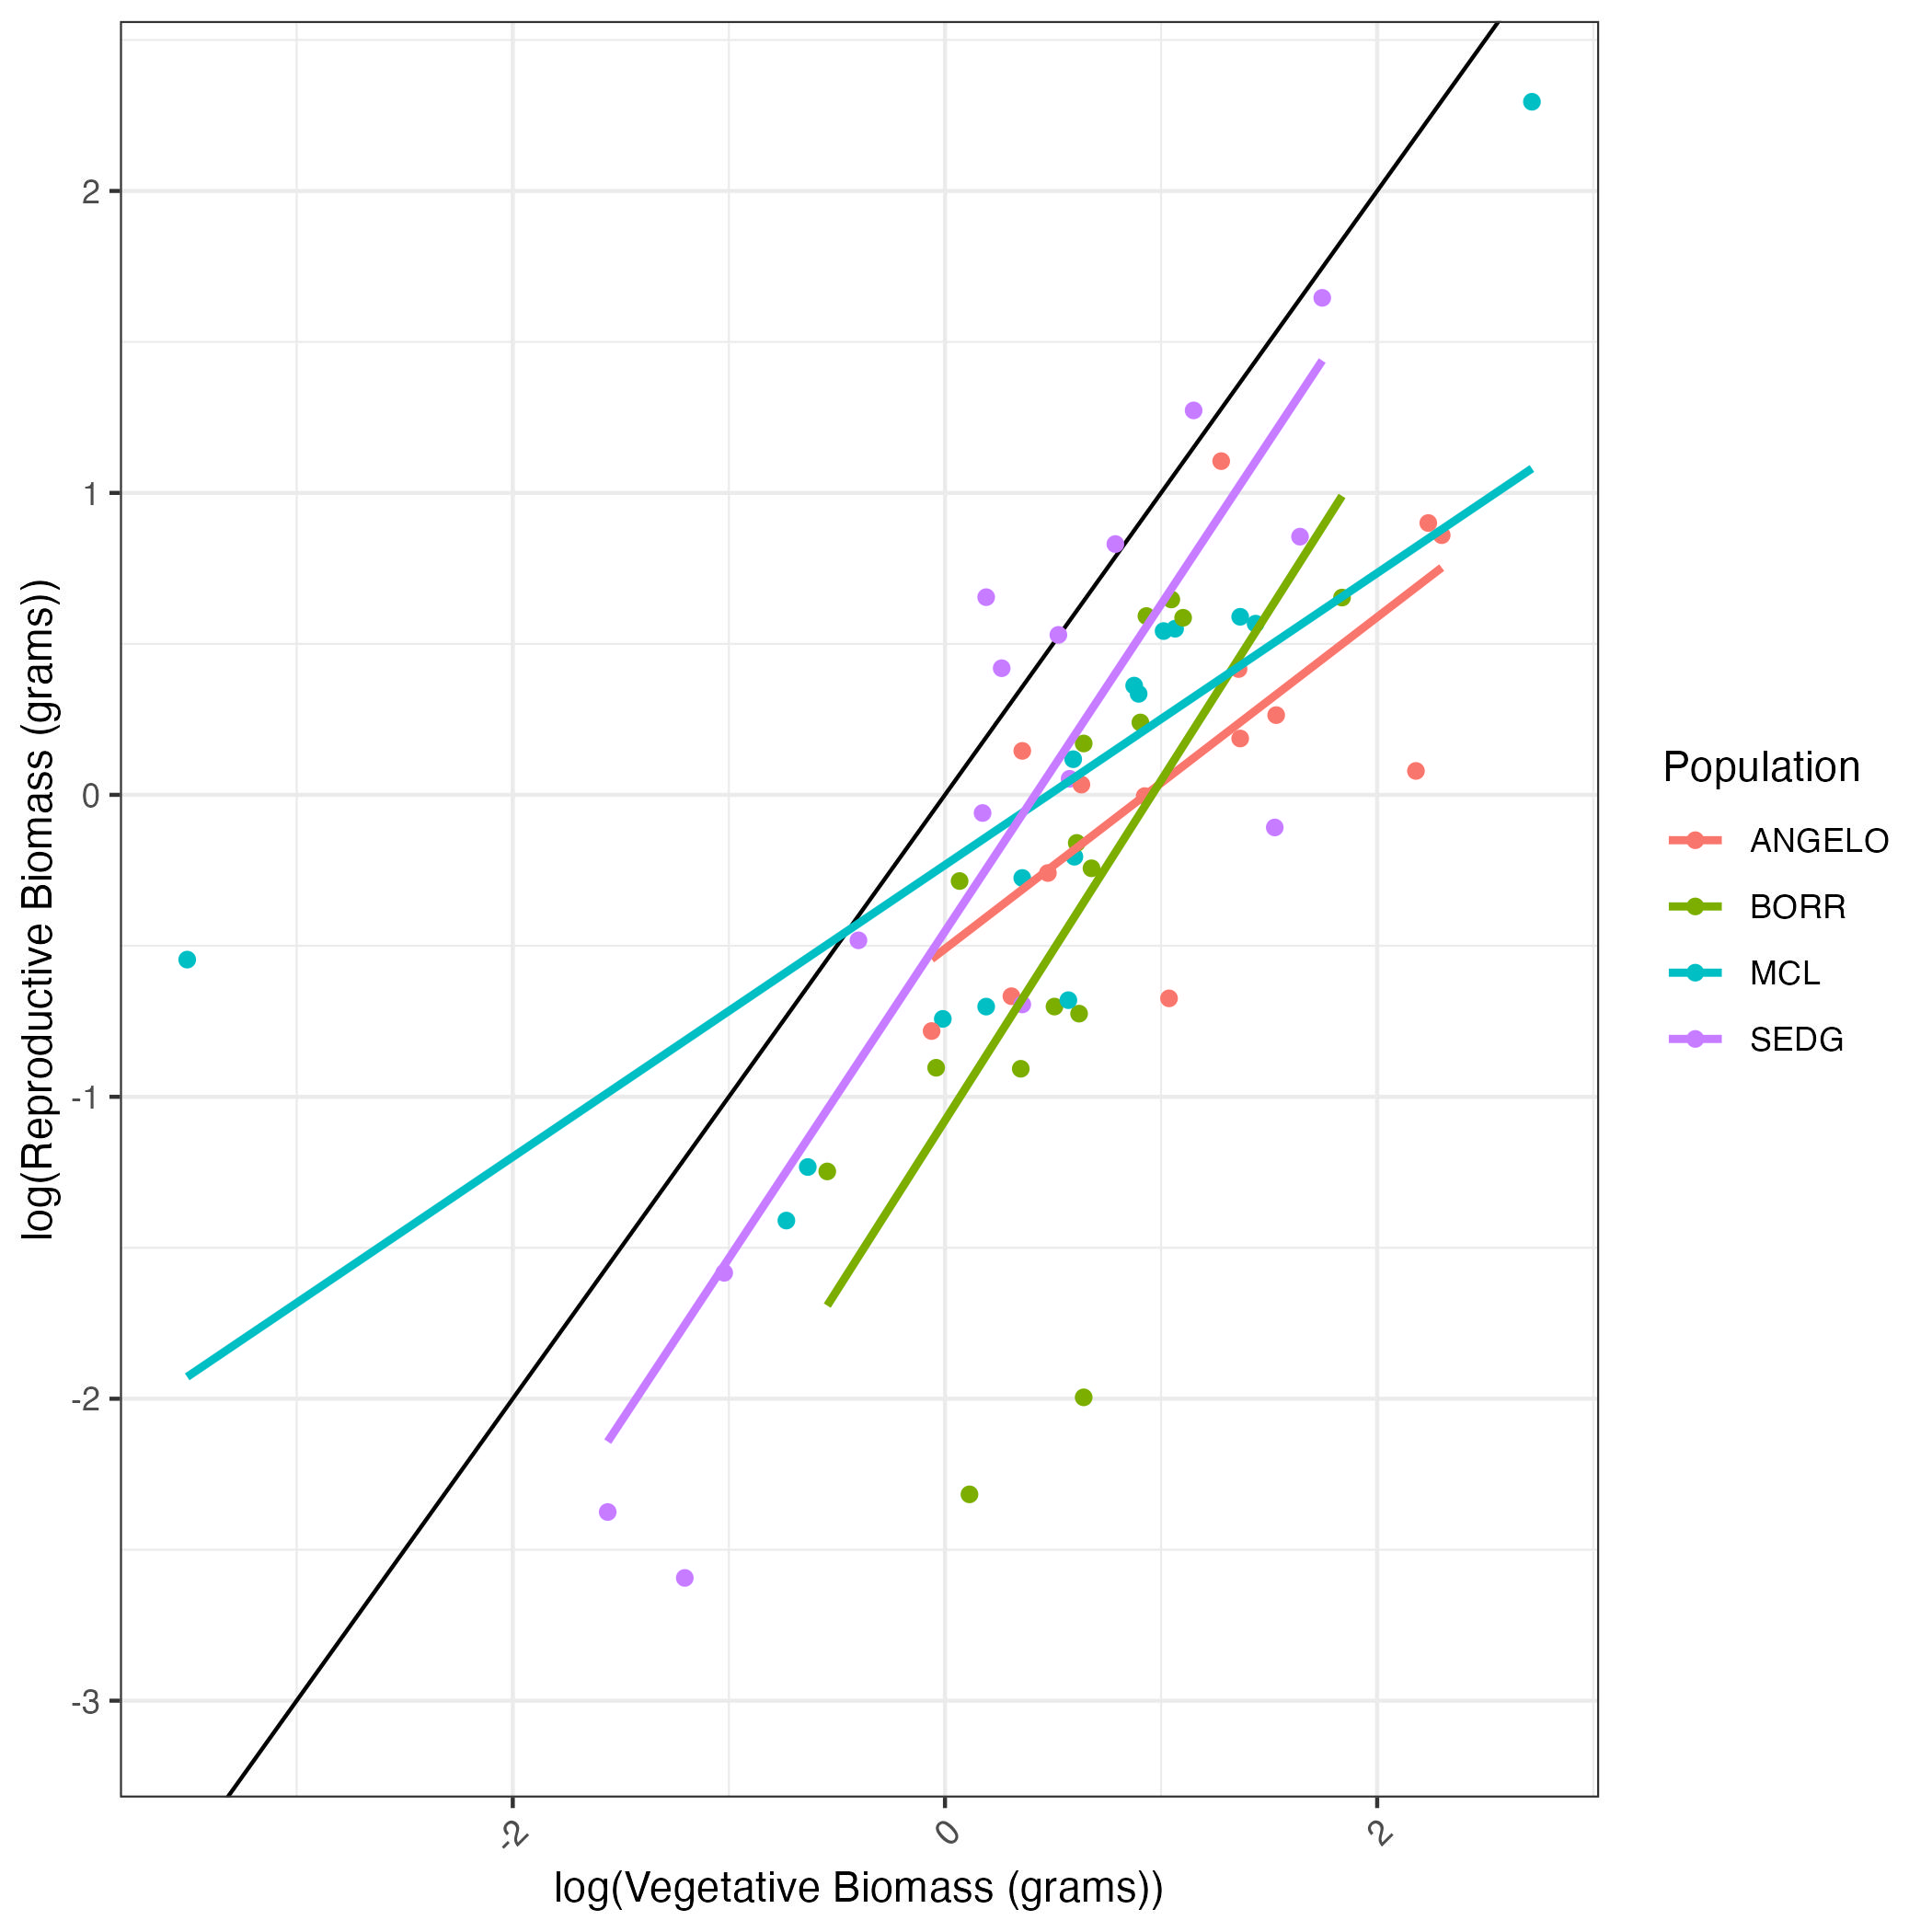 log(Reproductive Biomass (grams))
2
1
0
-1
-2
-3
-2
0
2
log(Vegetative Biomass (grams))
Population
ANGELO
BORR
MCL
SEDG